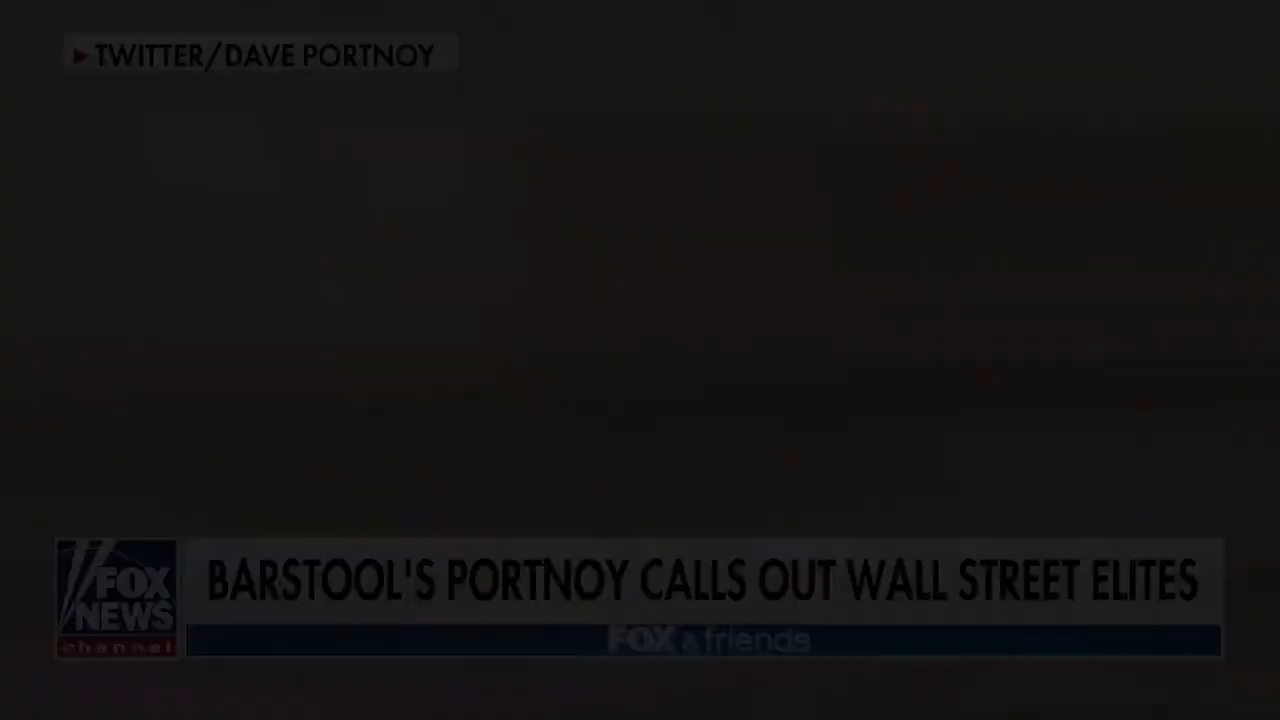 TWITTER/DAVE PORTNOY
BARSTOOL'S PORTNOY CALLS OUT WALL STREET ELITES
FOX
NEWS
channel
FOX & friends